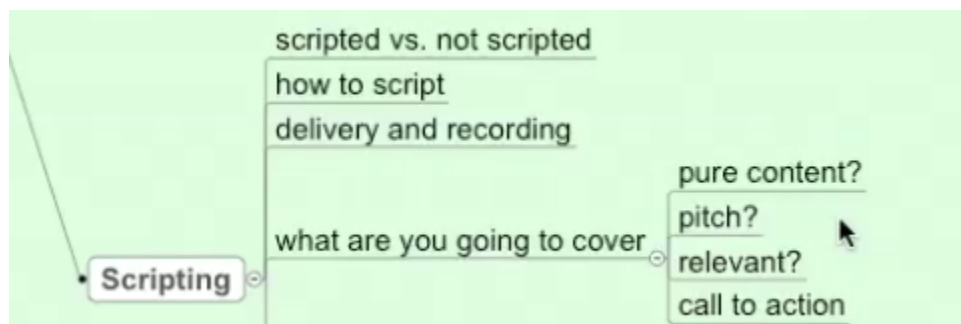 scripted vs. not scripted
how to script
delivery and recording
pure content?
pitch?
what are you going to cover
relevant?
Scripting
call to action